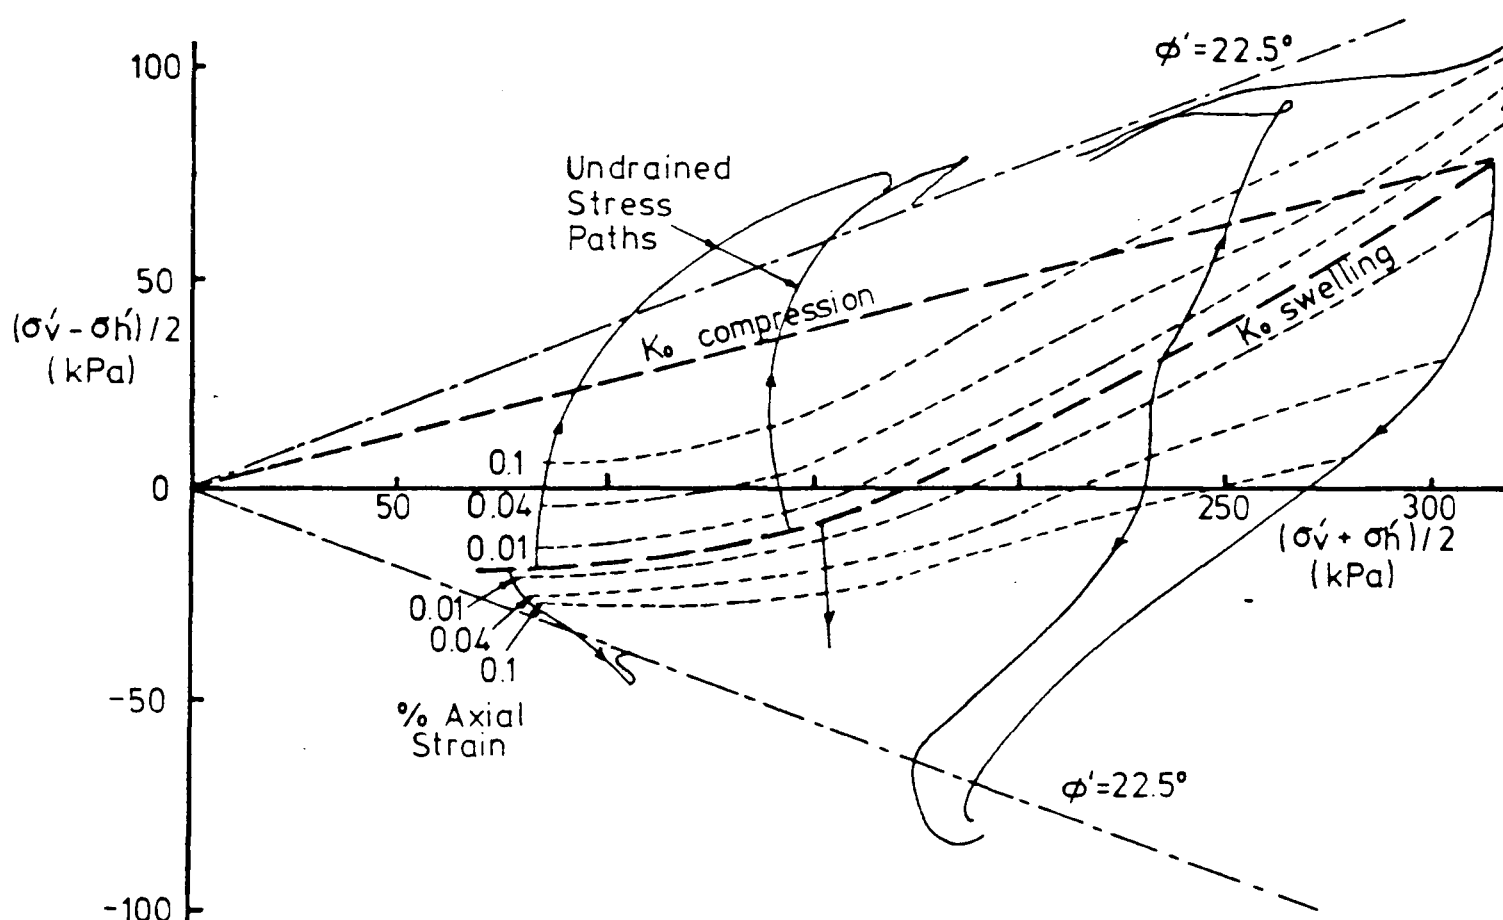 100
ϕ'=22.5°
Undrained
Stress
Paths
50
(σv' - σh')/2
(kPa)
K₀ compression
K₀ swelling
0.1
0
50
0.04
250
300
0.01
(σv' + σh')/2
(kPa)
0.01
0.04
0.1
-50
% Axial
Strain
ϕ'=22.5°
-100